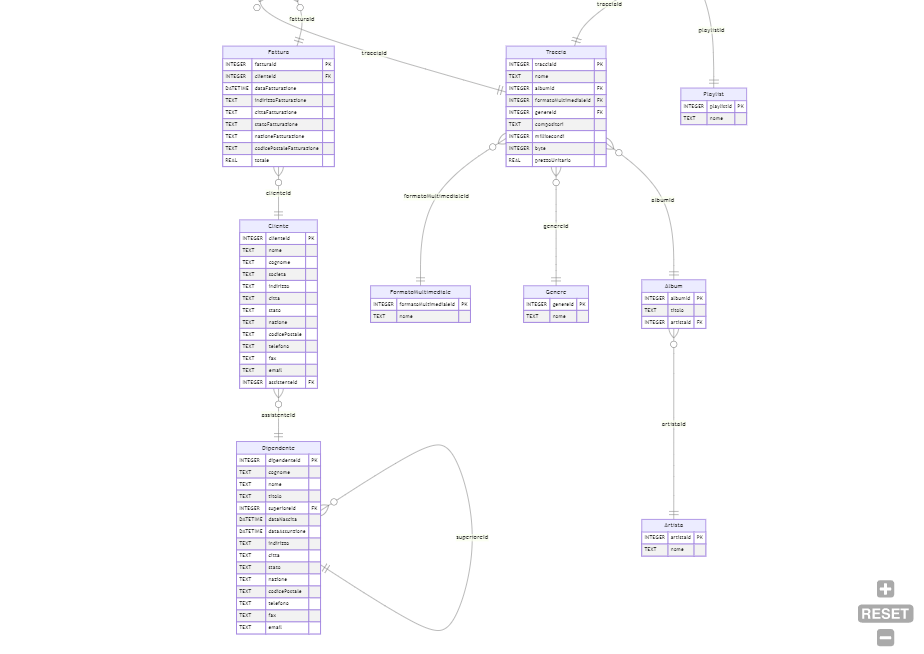 tracciaId
fatturaId
playlistId
tracciaId
Fattura
INTEGER fatturaId PK
INTEGER clienteId FK
DATETIME dataFatturazione
TEXT indirizzoFatturazione
TEXT cittaFatturazione
TEXT statoFatturazione
TEXT nazioneFatturazione
TEXT codicePostaleFatturazione
REAL totale
Traccia
INTEGER tracciaId PK
TEXT nome
INTEGER albumId FK
INTEGER formatoMultimedialeId FK
INTEGER genereId FK
TEXT compositori
INTEGER millisecondi
INTEGER byte
REAL prezzoUnitario
Playlist
INTEGER playlistId PK
TEXT nome
clienteId
formatoMultimedialeId
genereId
albumId
Cliente
INTEGER clienteId PK
TEXT nome
TEXT cognome
TEXT societa
TEXT indirizzo
TEXT citta
TEXT stato
TEXT nazione
TEXT codicePostale
TEXT telefono
TEXT fax
TEXT email
INTEGER assistenteId FK
FormatoMultimediale
INTEGER formatoMultimedialeId PK
TEXT nome
Genere
INTEGER genereId PK
TEXT nome
Album
INTEGER albumId PK
TEXT titolo
INTEGER artistaId FK
assistenteId
artistaId
Dipendente
INTEGER dipendenteId PK
TEXT cognome
TEXT nome
TEXT titolo
INTEGER superioreId FK
DATETIME dataNascita
DATETIME dataAssunzione
TEXT indirizzo
TEXT citta
TEXT stato
TEXT nazione
TEXT codicePostale
TEXT telefono
TEXT fax
TEXT email
superioreId
Artista
INTEGER artistaId PK
TEXT nome
RESET